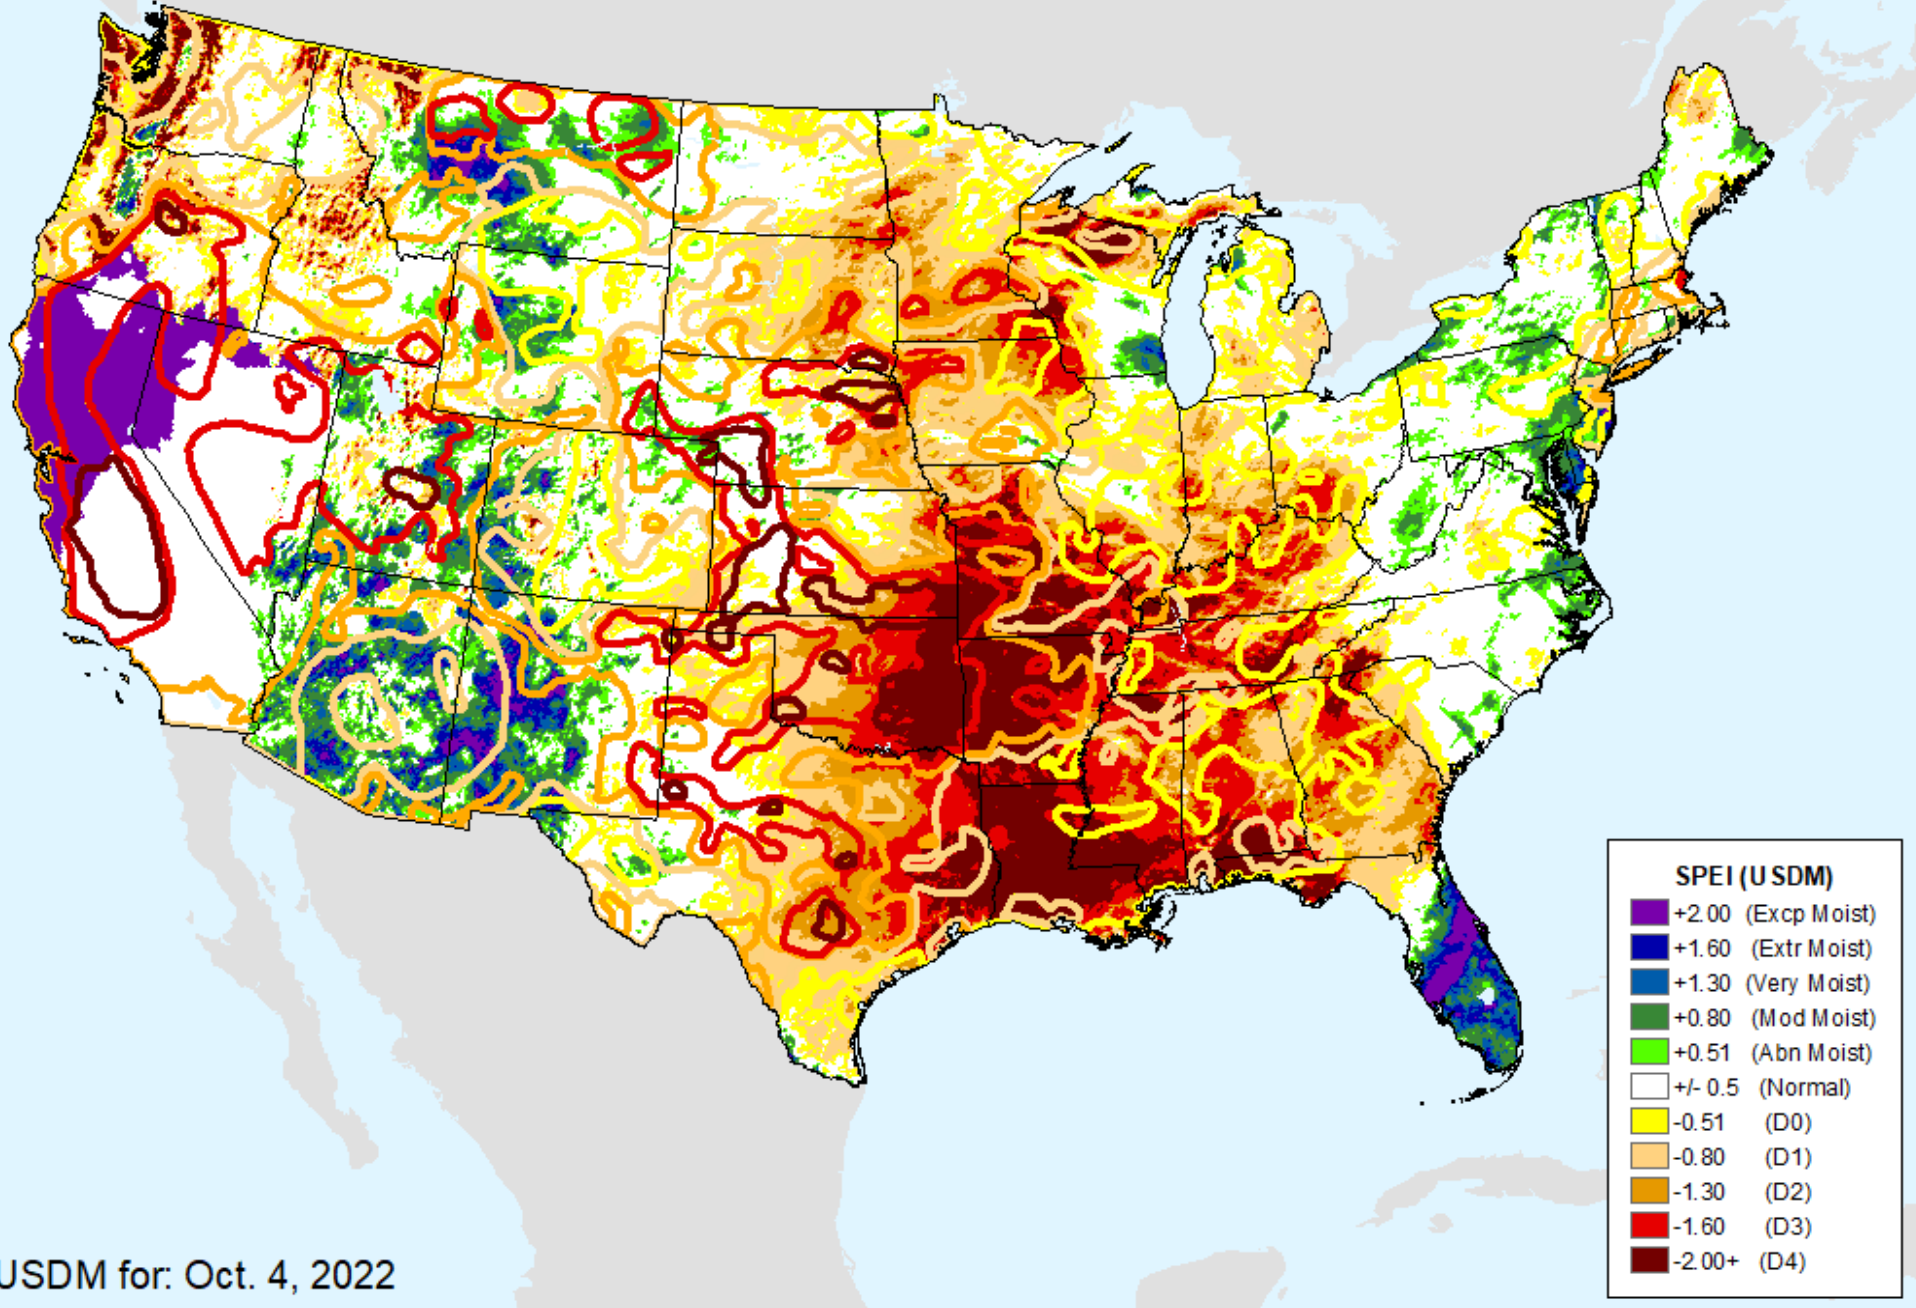 SPEI (USDM)
+2.00 (Excp Moist)
+1.60 (Extr Moist)
+1.30 (Very Moist)
+0.80 (Mod Moist)
+0.51 (Abn Moist)
+/- 0.5 (Normal)
-0.51 (D0)
-0.80 (D1)
-1.30 (D2)
-1.60 (D3)
-2.00+ (D4)
USDM for: Oct. 4, 2022